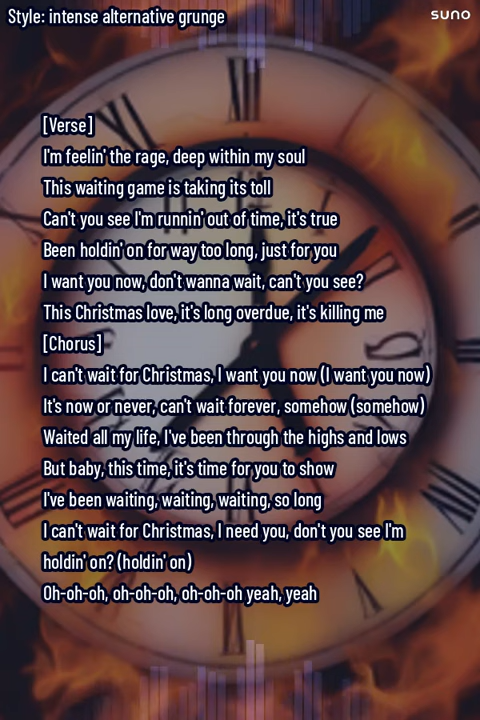 Style: intense alternative grunge
suno
[Verse]
I'm feelin' the rage, deep within my soul
This waiting game is taking its toll
Can't you see I'm runnin' out of time, it's true
Been holdin' on for way too long, just for you
I want you now, don't wanna wait, can't you see?
This Christmas love, it's long overdue, it's killing me
[Chorus]
I can't wait for Christmas, I want you now (I want you now)
It's now or never, can't wait forever, somehow (somehow)
Waited all my life, I've been through the highs and lows
But baby, this time, it's time for you to show
I've been waiting, waiting, waiting, so long
I can't wait for Christmas, I need you, don't you see I'm
holdin' on? (holdin' on)
Oh-oh-oh, oh-oh-oh, oh-oh-oh yeah, yeah